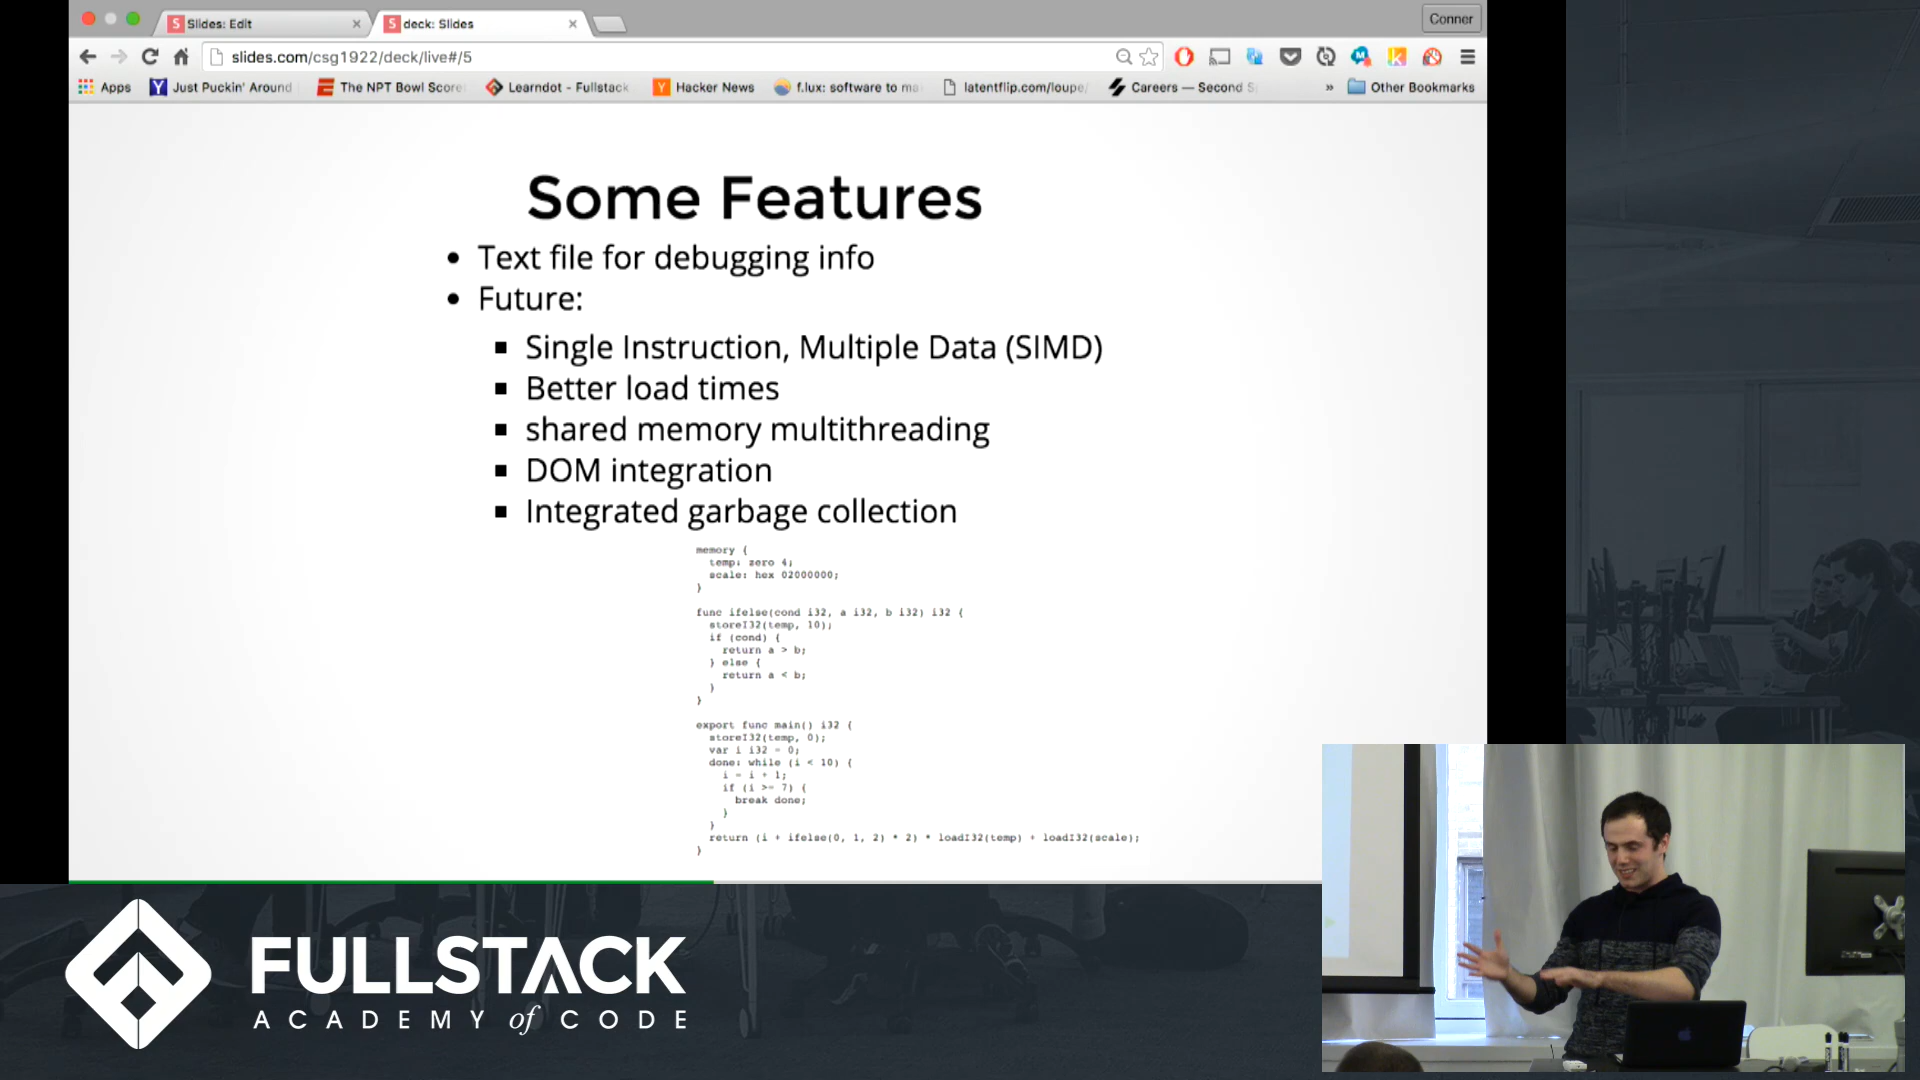 Slides: Edit
deck: Slides
Conner
slides.com/csg1922/deck/live#/5
Apps
Just Puckin' Around
The NPT Bowl Score
Learndot - Fullstack
Hacker News
f.lux: software to ma
latentflip.com/loupe/
Careers — Second S
»
Other Bookmarks
Some Features
• Text file for debugging info
• Future:
▪ Single Instruction, Multiple Data (SIMD)
▪ Better load times
▪ shared memory multithreading
▪ DOM integration
▪ Integrated garbage collection
memory {
temp: zero 4;
scale: hex 02000000;
}
func ifelse(cond i32, a i32, b i32) i32 {
storeI32(temp, 10);
if (cond) {
return a > b;
} else {
return a < b;
}
}
export func main() i32 {
storeI32(temp, 0);
var i i32 = 0;
done: while (i < 10) {
i = i + 1;
if (i >= 7) {
break done;
}
}
return (i + ifelse(0, 1, 2) * 2) * loadI32(temp) + loadI32(scale);
}
FULLSTACK
ACADEMY of CODE